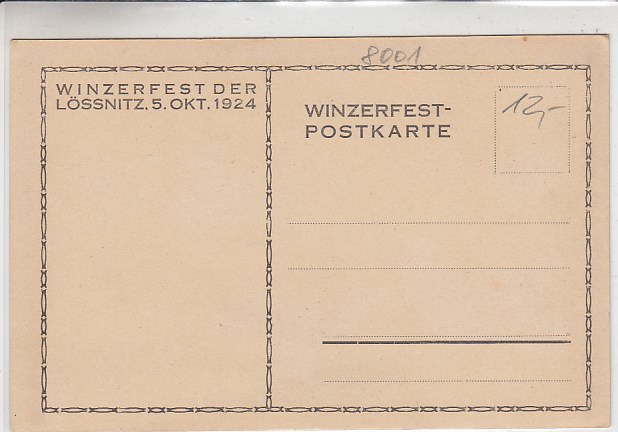 8001
WINZERFEST DER
LÖSSNITZ, 5. OKT. 1924
WINZERFEST-
POSTKARTE
12,-